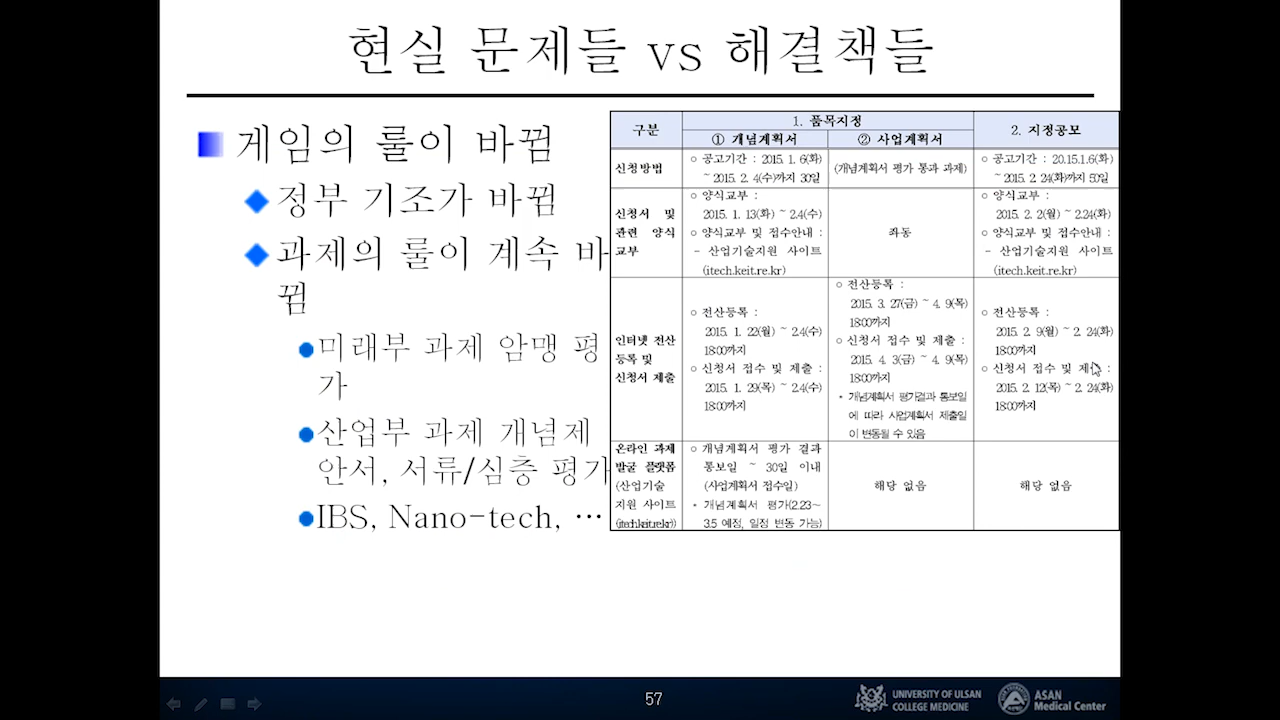 현실 문제들 vs 해결책들
게임의 룰이 바뀜
정부 기조가 바뀜
과제의 룰이 계속 바
뀜
미래부 과제 암맹 평
가
산업부 과제 개념제
안서, 서류/심층 평가
IBS, Nano-tech, …
구분
1. 품목지정
2. 지정공모
① 개념계획서
② 사업계획서
신청방법
○ 공고기간 : 2015. 1. 6(화)
~ 2015. 2. 4(수)까지 30일
(개념계획서 평가 통과 과제)
○ 공고기간 : 20.15.1.6(화)
~ 2015. 2. 24(화)까지 50일
신청서 및
관련 양식
교부
○ 양식교부 :
2015. 1. 13(화) ~ 2.4(수)
○ 양식교부 및 접수안내 :
- 산업기술지원 사이트
(itech.keit.re.kr)
좌동
○ 양식교부 :
2015. 2. 2(월) ~ 2.24(화)
○ 양식교부 및 접수안내 :
- 산업기술지원 사이트
(itech.keit.re.kr)
인터넷 전산
등록 및
신청서 제출
○ 전산등록 :
2015. 1. 22(월) ~ 2.4(수)
18:00까지
○ 신청서 접수 및 제출 :
2015. 1. 29(목) ~ 2.4(수)
18:00까지
○ 전산등록 :
2015. 3. 27(금) ~ 4. 9(목)
18:00까지
○ 신청서 접수 및 제출 :
2015. 4. 3(금) ~ 4. 9(목)
18:00까지
* 개념계획서 평가결과 통보일
에 따라 사업계획서 제출일
이 변동될 수 있음
○ 전산등록 :
2015. 2. 9(월) ~ 2. 24(화)
18:00까지
○ 신청서 접수 및 제출 :
2015. 2. 12(목) ~ 2. 24(화)
18:00까지
온라인 과제
발굴 플랫폼
(산업기술
지원 사이트
(itech.keit.re.kr))
○ 개념계획서 평가 결과
통보일 ~ 30일 이내
(사업계획서 접수일)
* 개념계획서 평가(2.23~
3.5 예정, 일정 변동 가능)
해당 없음
해당 없음
57
UNIVERSITY OF ULSAN
COLLEGE MEDICINE
ASAN
Medical Center